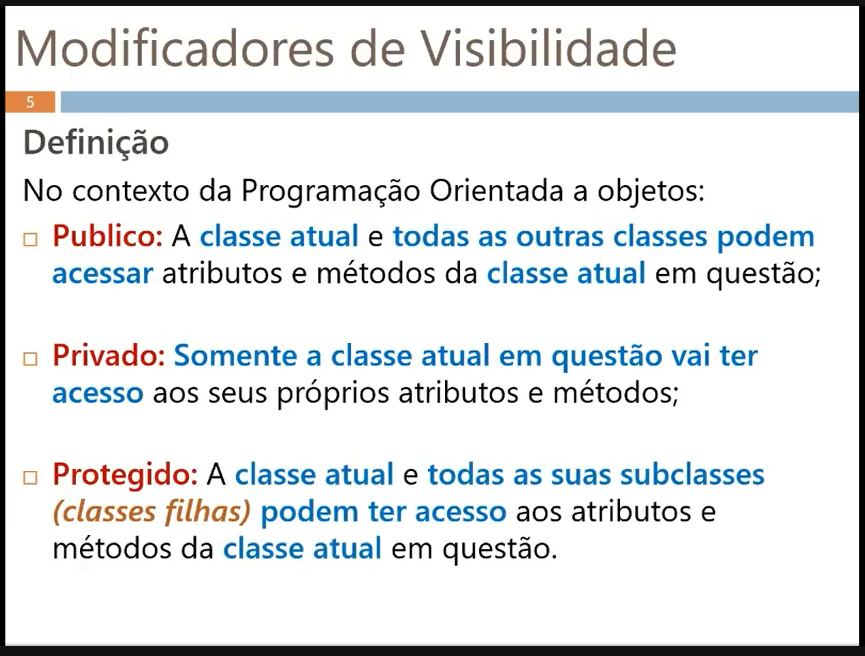 Modificadores de Visibilidade
5
Definição
No contexto da Programação Orientada a objetos:
Publico: A classe atual e todas as outras classes podem
acessar atributos e métodos da classe atual em questão;
Privado: Somente a classe atual em questão vai ter
acesso aos seus próprios atributos e métodos;
Protegido: A classe atual e todas as suas subclasses
(classes filhas) podem ter acesso aos atributos e
métodos da classe atual em questão.